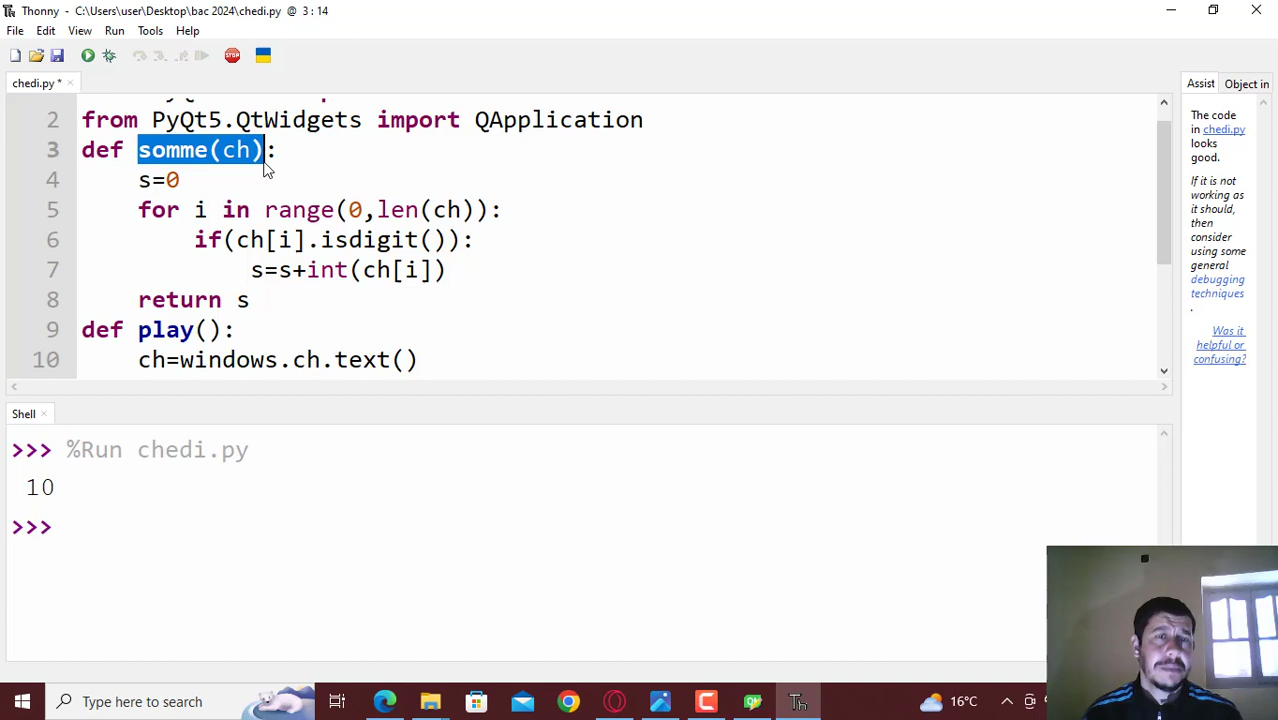 Thonny - C:\Users\user\Desktop\bac 2024\chedi.py @ 3 : 14
File Edit View Run Tools Help
STOP
chedi.py *
Assist
Object in
2 from PyQt5.QtWidgets import QApplication
3 def somme(ch):
4 s=0
5 for i in range(0,len(ch)):
6 if(ch[i].isdigit()):
7 s=s+int(ch[i])
8 return s
9 def play():
10 ch=windows.ch.text()
The code
in chedi.py
looks
good.
If it is not
working as
it should,
then
consider
using some
general
debugging
techniques
.
Was it
helpful or
confusing?
Shell
>>> %Run chedi.py
10
>>>
Type here to search
Qt
Th
16°C